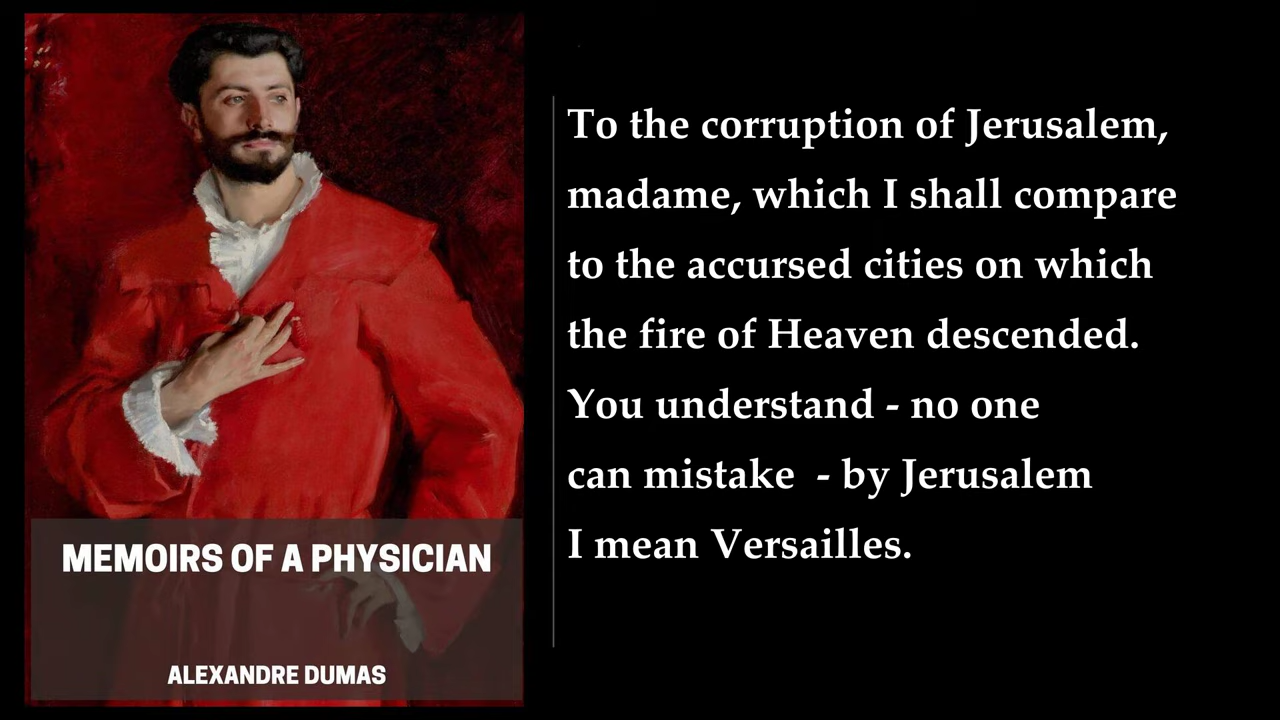 To the corruption of Jerusalem,
madame, which I shall compare
to the accursed cities on which
the fire of Heaven descended.
You understand - no one
can mistake  - by Jerusalem
I mean Versailles.
MEMOIRS OF A PHYSICIAN
ALEXANDRE DUMAS